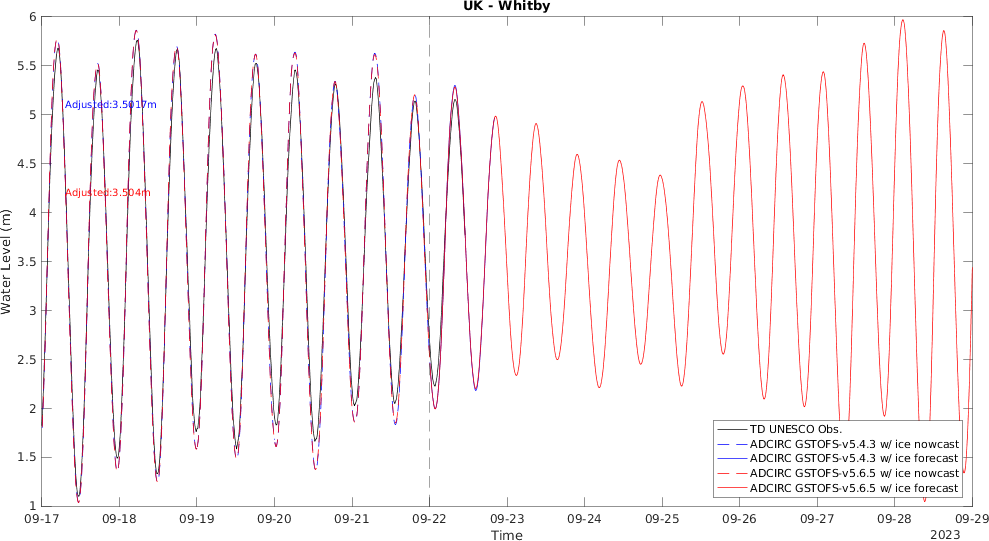 UK - Whitby
6
5.5
5
4.5
4
3.5
3
2.5
2
1.5
1
Water Level (m)
Adjusted:3.5017m
Adjusted:3.504m
TD UNESCO Obs.
ADCIRC GSTOFS-v5.4.3 w/ ice nowcast
ADCIRC GSTOFS-v5.4.3 w/ ice forecast
ADCIRC GSTOFS-v5.6.5 w/ ice nowcast
ADCIRC GSTOFS-v5.6.5 w/ ice forecast
09-17 09-18 09-19 09-20 09-21 09-22 09-23 09-24 09-25 09-26 09-27 09-28 09-29
Time
2023